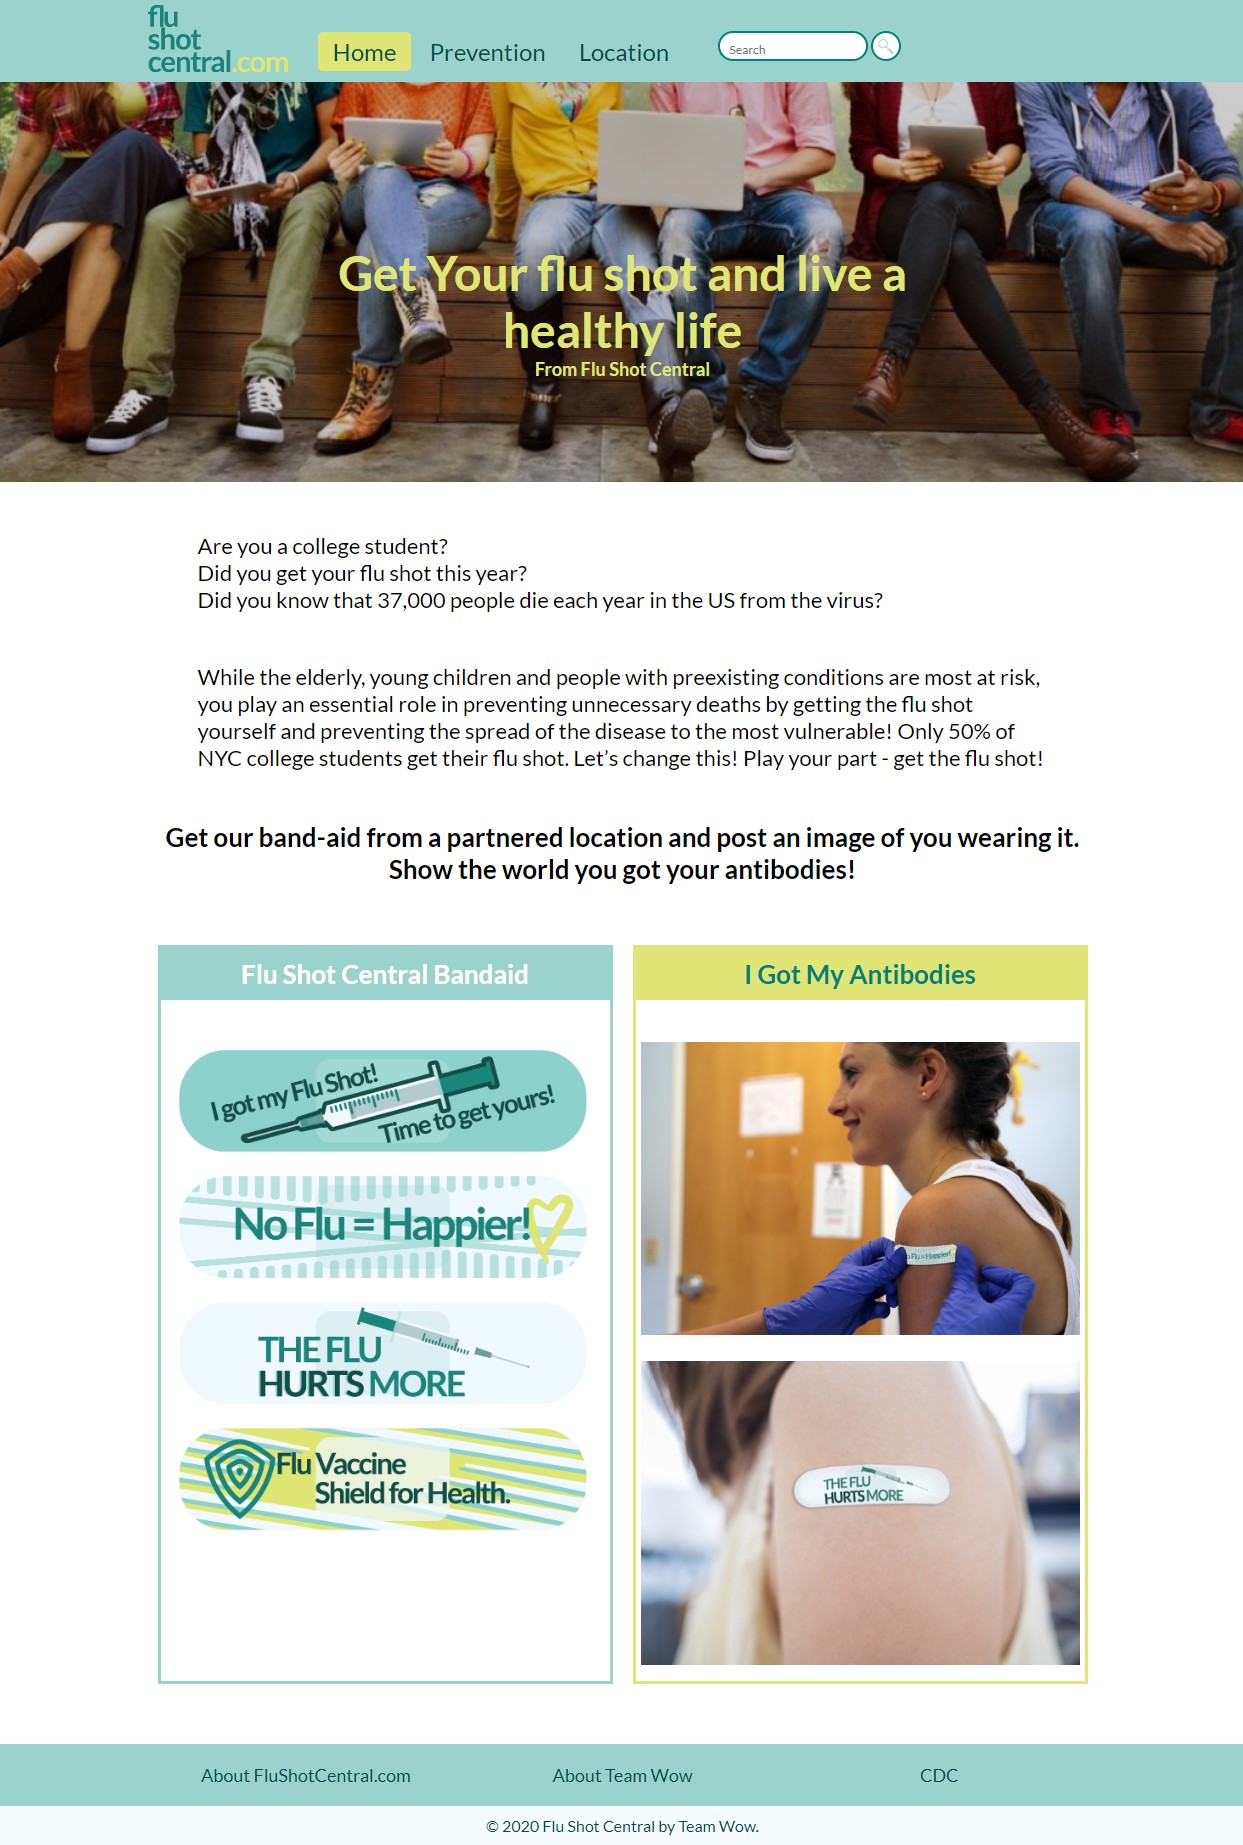 flu
shot
central.com
Home
Prevention
Location
Search
Get Your flu shot and live a
healthy life
From Flu Shot Central
Are you a college student?
Did you get your flu shot this year?
Did you know that 37,000 people die each year in the US from the virus?
While the elderly, young children and people with preexisting conditions are most at risk,
you play an essential role in preventing unnecessary deaths by getting the flu shot
yourself and preventing the spread of the disease to the most vulnerable! Only 50% of
NYC college students get their flu shot. Let’s change this! Play your part - get the flu shot!
Get our band-aid from a partnered location and post an image of you wearing it.
Show the world you got your antibodies!
Flu Shot Central Bandaid
I got my Flu Shot!
Time to get yours!
No Flu = Happier!
THE FLU
HURTS MORE
Flu Vaccine
Shield for Health.
I Got My Antibodies
Flu = Happier!
THE FLU
HURTS MORE
About FluShotCentral.com
About Team Wow
CDC
© 2020 Flu Shot Central by Team Wow.